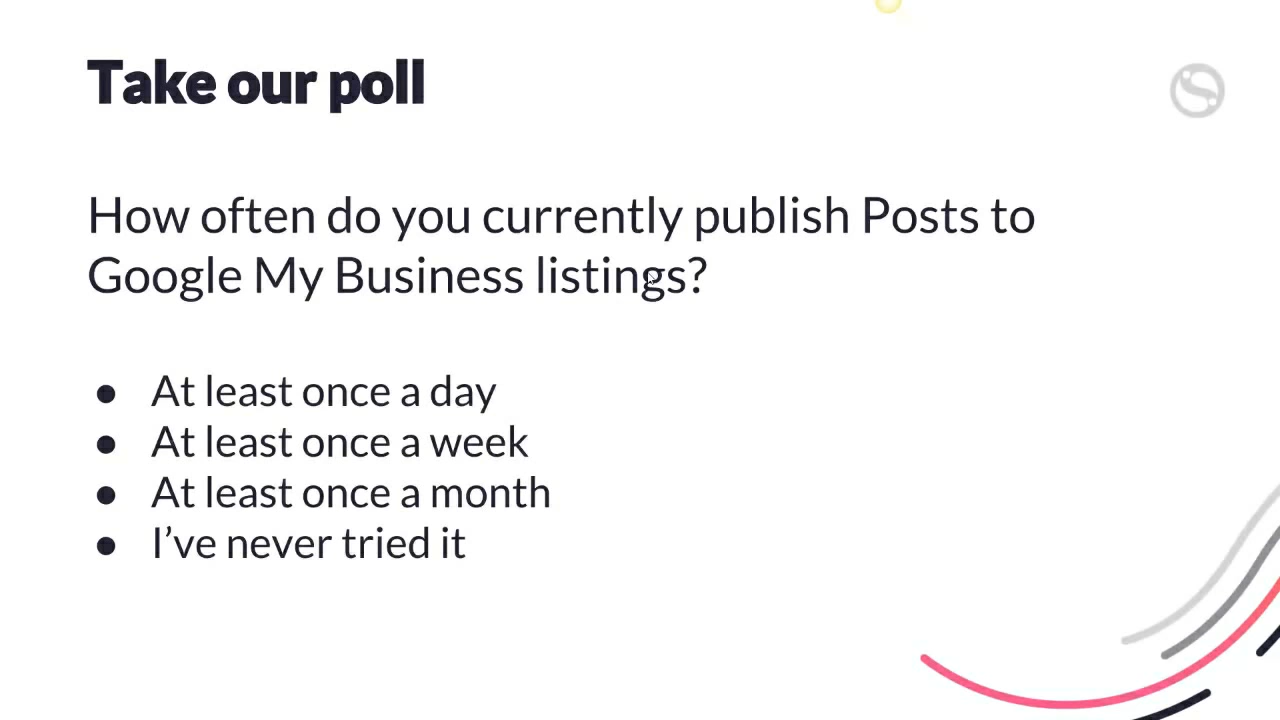 Take our poll
How often do you currently publish Posts to
Google My Business listings?
● At least once a day
● At least once a week
● At least once a month
● I’ve never tried it